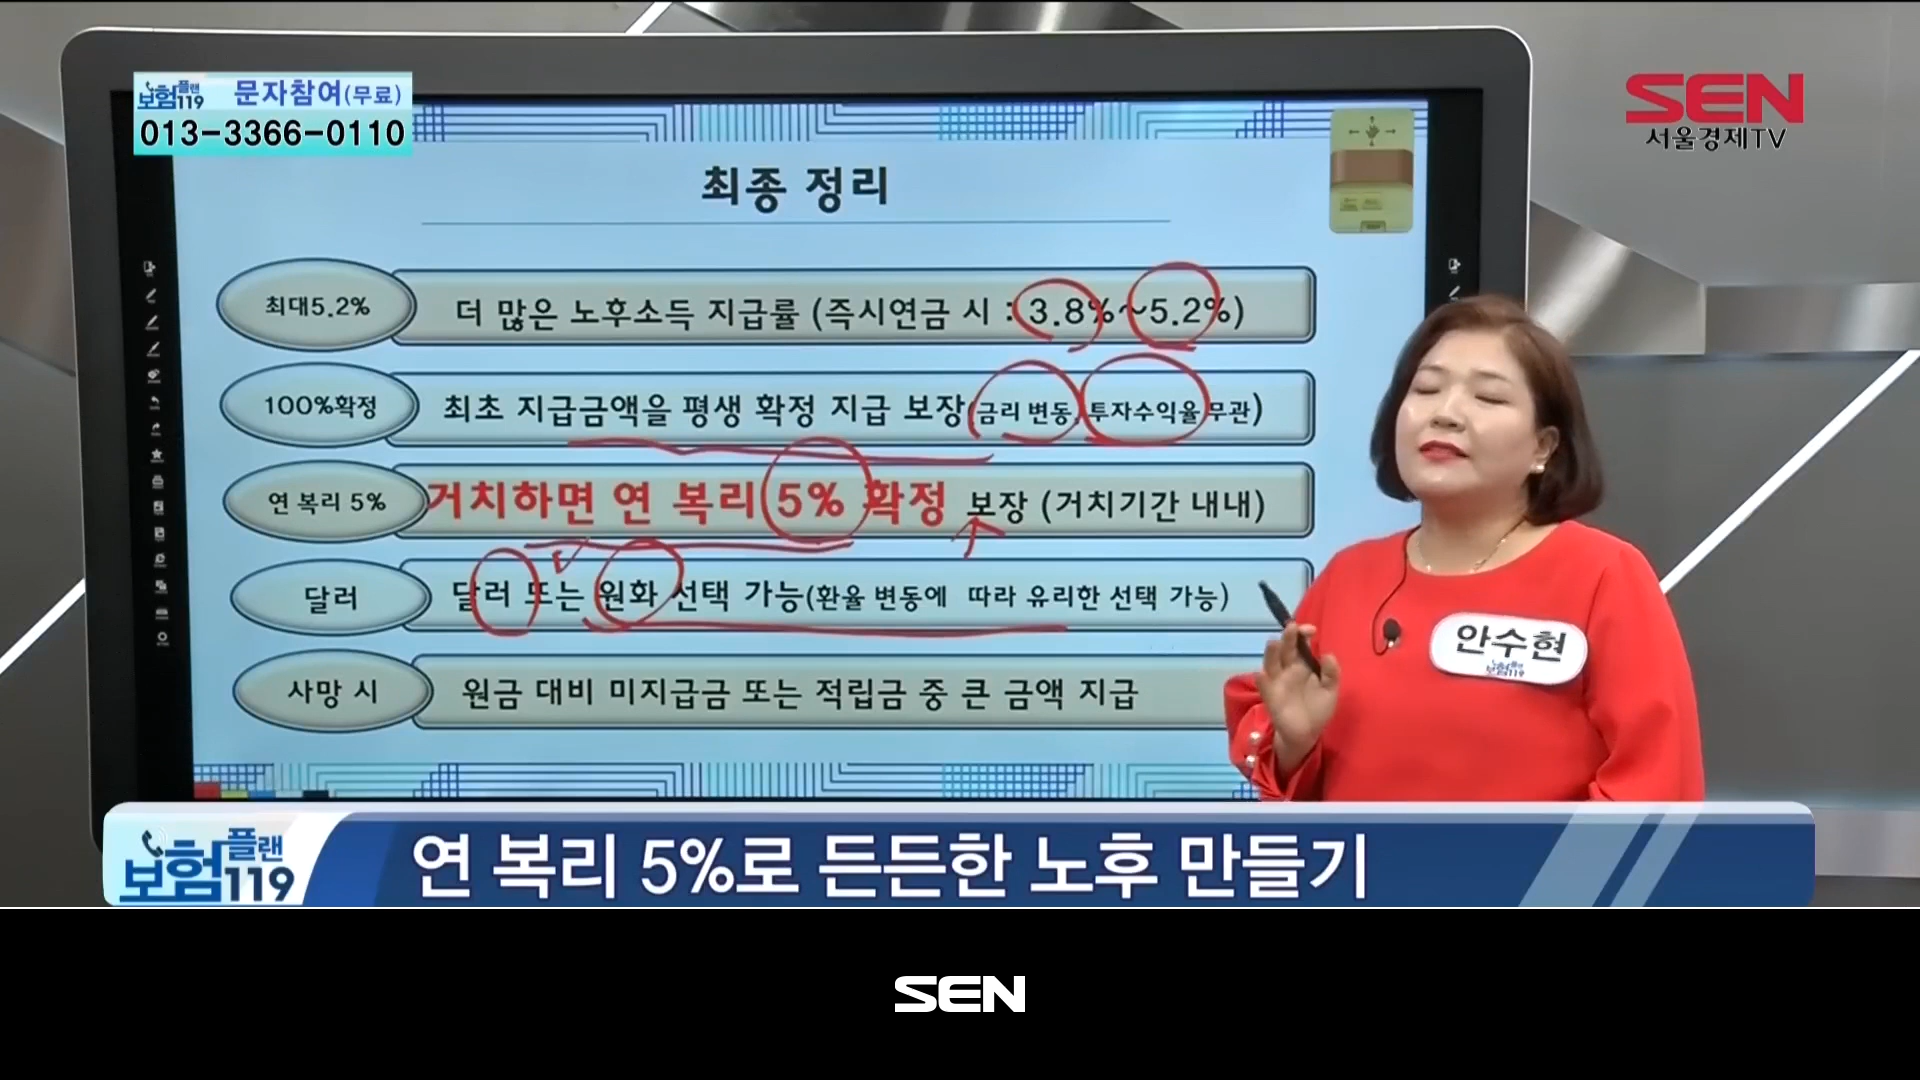 보험플랜119 문자참여(무료)
013-3366-0110
SEN
서울경제TV
최종 정리
최대5.2% 더 많은 노후소득 지급률 (즉시연금 시 : 3.8%~5.2%)
100%확정 최초 지급금액을 평생 확정 지급 보장(금리 변동, 투자수익율 무관)
연 복리 5% 거치하면 연 복리 5% 확정 보장 (거치기간 내내)
달러 달러 또는 원화 선택 가능(환율 변동에 따라 유리한 선택 가능)
사망 시 원금 대비 미지급금 또는 적립금 중 큰 금액 지급
안수현
보험플랜119
보험플랜119 연 복리 5%로 든든한 노후 만들기
SEN